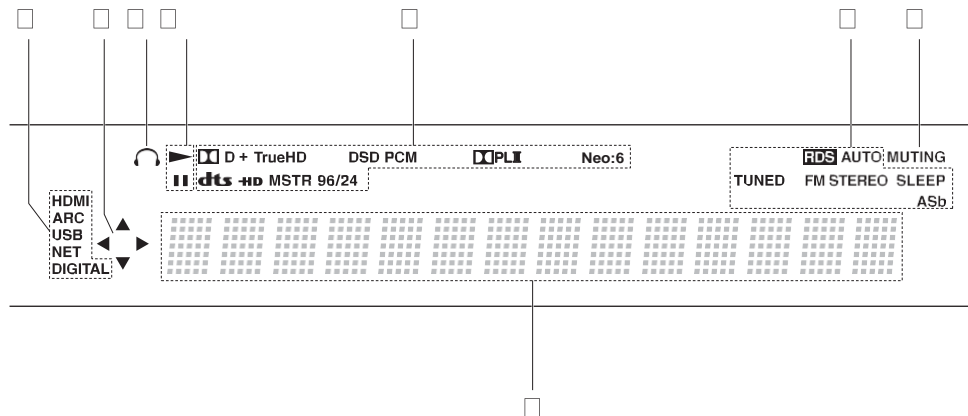 D + TrueHD DSD PCM PLII Neo:6
dts -HD MSTR 96/24
RDS AUTO MUTING
TUNED FM STEREO SLEEP
ASb
HDMI
ARC
USB
NET
DIGITAL